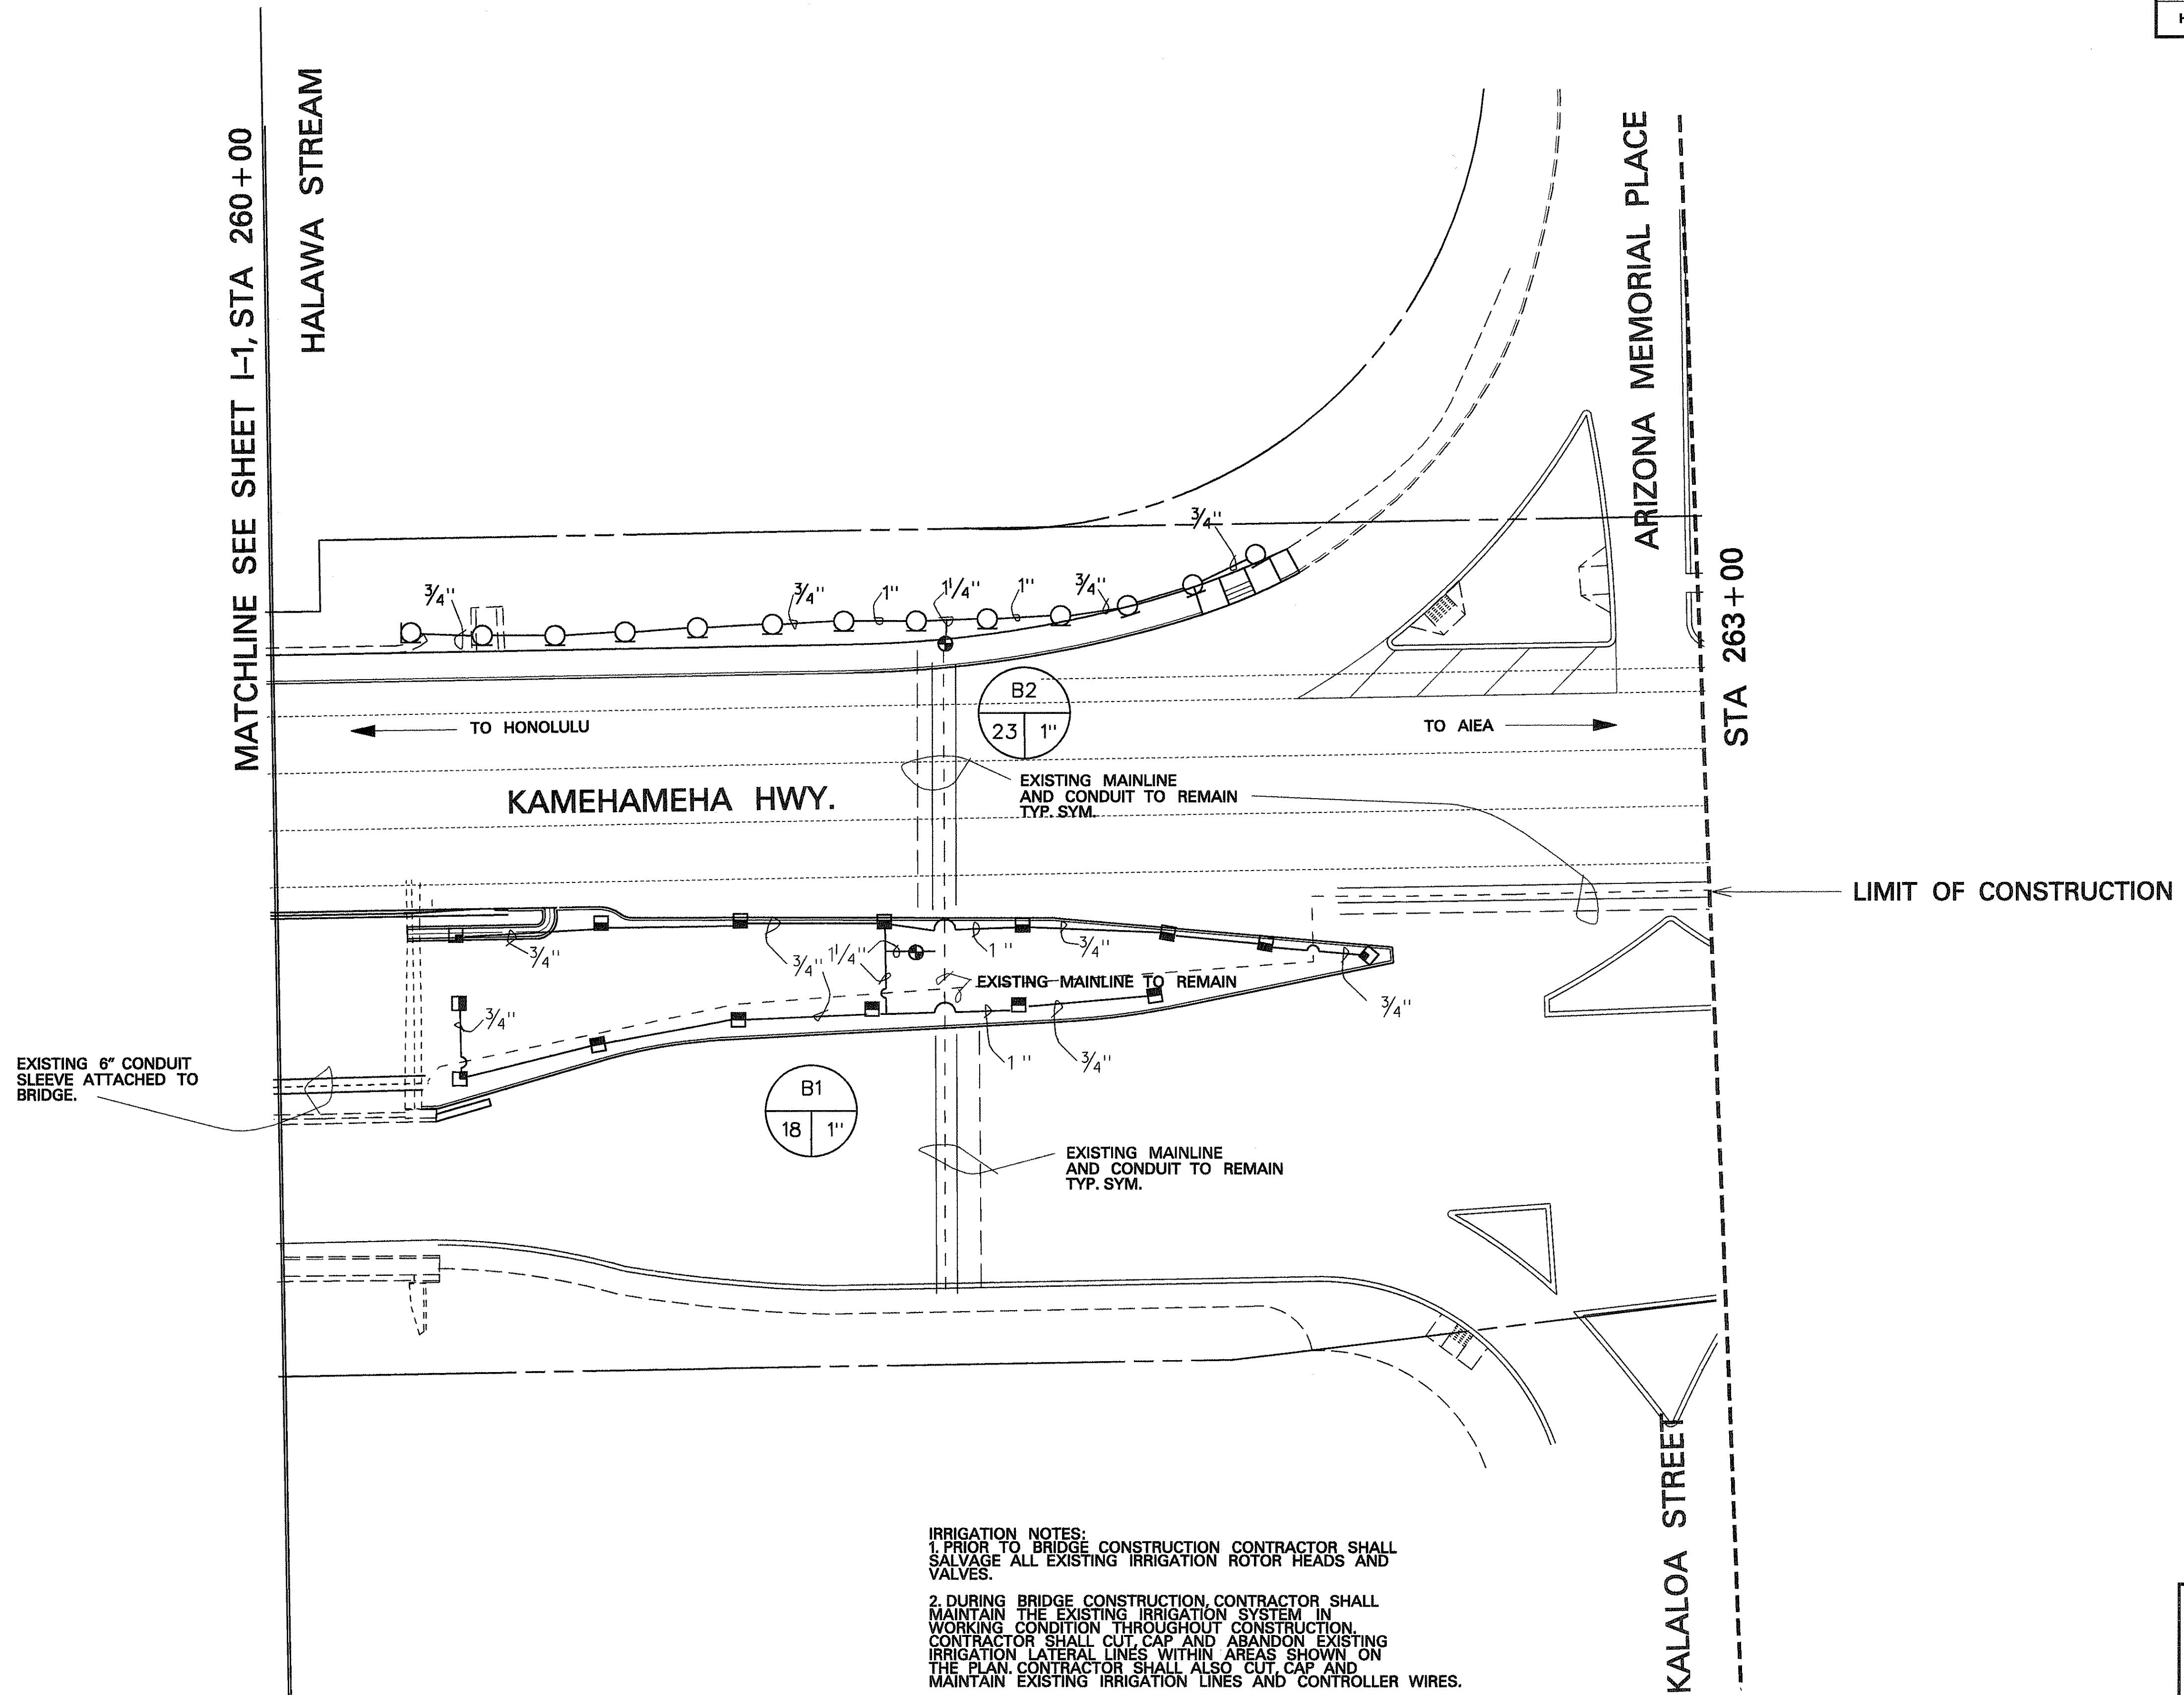 H
MATCHLINE SEE SHEET I-1, STA 260+00
HALAWA STREAM
ARIZONA MEMORIAL PLACE
STA 263+00
3/4"
3/4"
3/4"
1"
1 1/4"
1"
3/4"
B2
23 1"
TO HONOLULU
TO AIEA
KAMEHAMEHA HWY.
EXISTING MAINLINE
AND CONDUIT TO REMAIN
TYP. SYM.
LIMIT OF CONSTRUCTION
3/4"
3/4"
1 1/4"
1"
3/4"
EXISTING MAINLINE TO REMAIN
3/4"
3/4"
1"
3/4"
EXISTING 6" CONDUIT
SLEEVE ATTACHED TO
BRIDGE.
B1
18 1"
EXISTING MAINLINE
AND CONDUIT TO REMAIN
TYP. SYM.
KALALOA STREET
IRRIGATION NOTES:
1. PRIOR TO BRIDGE CONSTRUCTION CONTRACTOR SHALL
SALVAGE ALL EXISTING IRRIGATION ROTOR HEADS AND
VALVES.
2. DURING BRIDGE CONSTRUCTION, CONTRACTOR SHALL
MAINTAIN THE EXISTING IRRIGATION SYSTEM IN
WORKING CONDITION THROUGHOUT CONSTRUCTION.
CONTRACTOR SHALL CUT, CAP AND ABANDON EXISTING
IRRIGATION LATERAL LINES WITHIN AREAS SHOWN ON
THE PLAN. CONTRACTOR SHALL ALSO CUT, CAP AND
MAINTAIN EXISTING IRRIGATION LINES AND CONTROLLER WIRES.